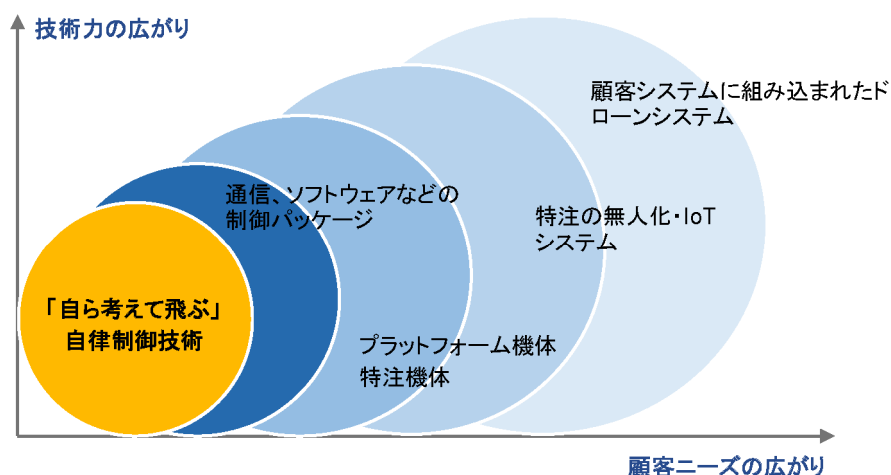 技術力の広がり
顧客システムに組み込まれたド
ローンシステム
通信、ソフトウェアなどの
制御パッケージ
特注の無人化・IoT
システム
「自ら考えて飛ぶ」
自律制御技術
プラットフォーム機体
特注機体
顧客ニーズの広がり